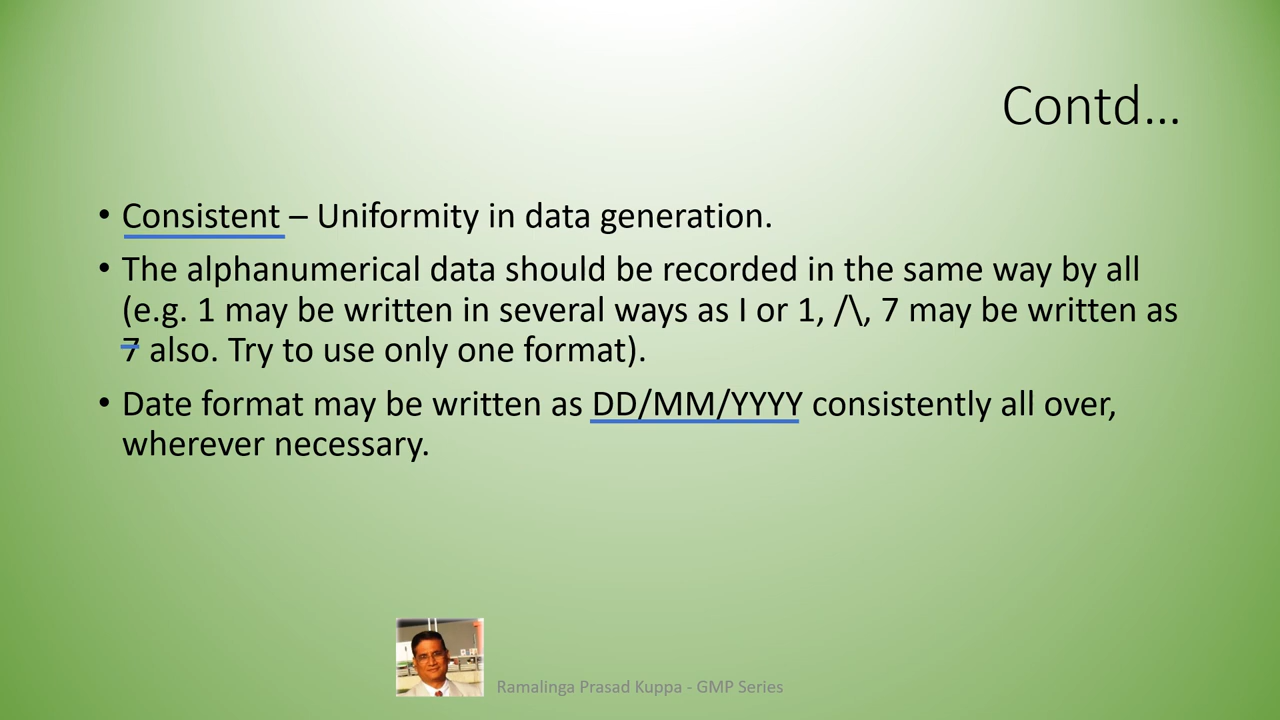 Contd...
• Consistent – Uniformity in data generation.
• The alphanumerical data should be recorded in the same way by all
(e.g. 1 may be written in several ways as I or 1, /\, 7 may be written as
7 also. Try to use only one format).
• Date format may be written as DD/MM/YYYY consistently all over,
wherever necessary.
Ramalinga Prasad Kuppa - GMP Series